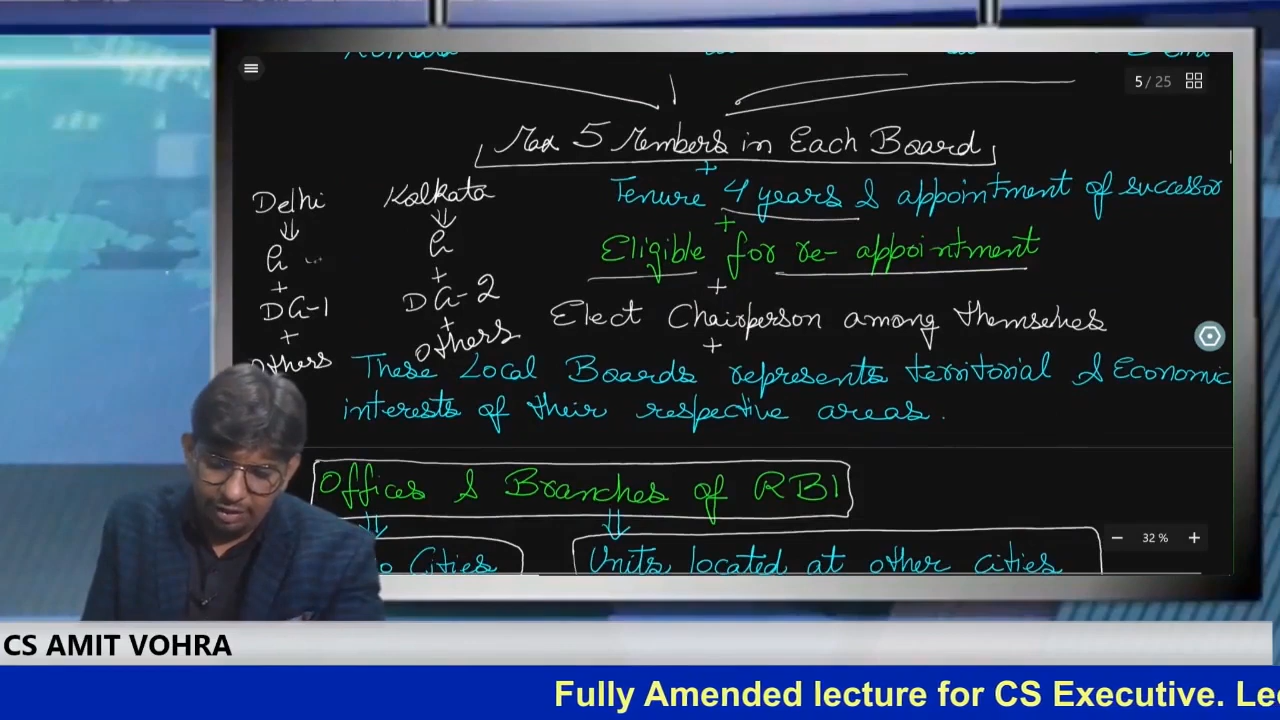 5 / 25
Max 5 Members in Each Board
+
Delhi
Kolkata
Tenure 4 years & appointment of successor
+
G
G
Eligible for re- appointment
+
+
+
DG-1
DG-2
Elect Chairperson among themselves
+
+
+
Others
Others
These Local Boards represents territorial & Economic
interests of their respective areas.
Offices & Branches of RBI
Cities
Units located at other cities
32 %
CS AMIT VOHRA
Fully Amended lecture for CS Executive.